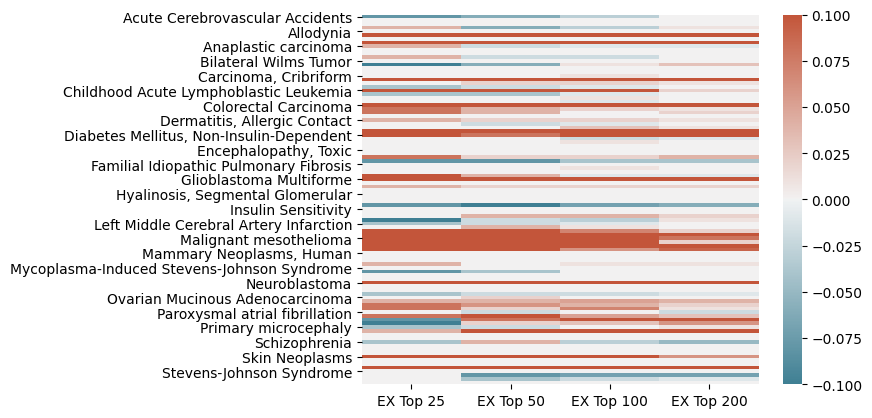 Acute Cerebrovascular Accidents
Allodynia
Anaplastic carcinoma
Bilateral Wilms Tumor
Carcinoma, Cribriform
Childhood Acute Lymphoblastic Leukemia
Colorectal Carcinoma
Dermatitis, Allergic Contact
Diabetes Mellitus, Non-Insulin-Dependent
Encephalopathy, Toxic
Familial Idiopathic Pulmonary Fibrosis
Glioblastoma Multiforme
Hyalinosis, Segmental Glomerular
Insulin Sensitivity
Left Middle Cerebral Artery Infarction
Malignant mesothelioma
Mammary Neoplasms, Human
Mycoplasma-Induced Stevens-Johnson Syndrome
Neuroblastoma
Ovarian Mucinous Adenocarcinoma
Paroxysmal atrial fibrillation
Primary microcephaly
Schizophrenia
Skin Neoplasms
Stevens-Johnson Syndrome
EX Top 25 EX Top 50 EX Top 100 EX Top 200
0.100
0.075
0.050
0.025
0.000
−0.025
−0.050
−0.075
−0.100